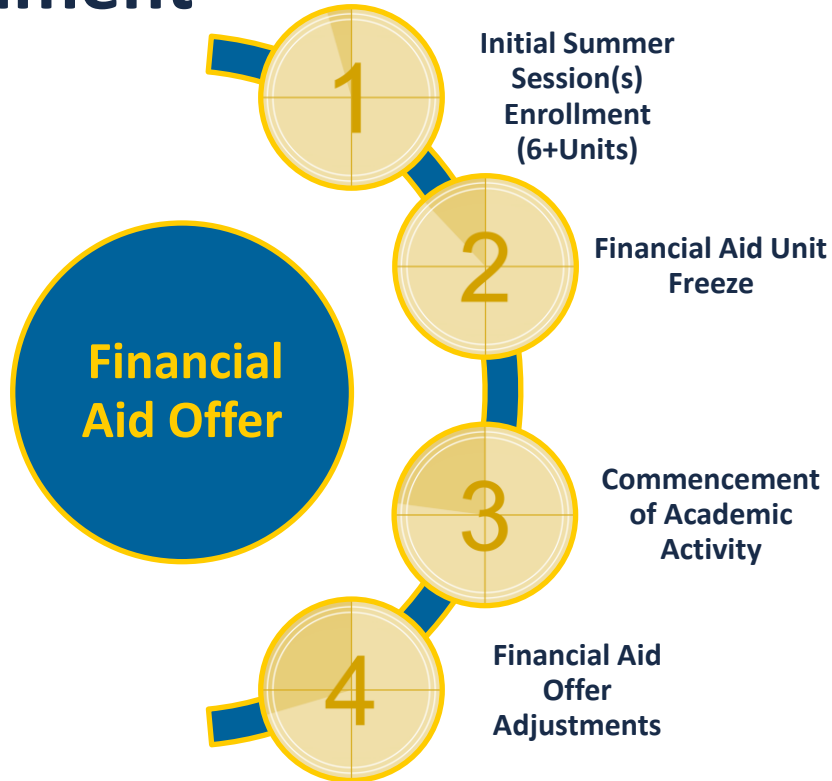 1
Initial Summer
Session(s)
Enrollment
(6+Units)
2
Financial Aid Unit
Freeze
Financial
Aid Offer
3
Commencement
of Academic
Activity
4
Financial Aid
Offer
Adjustments